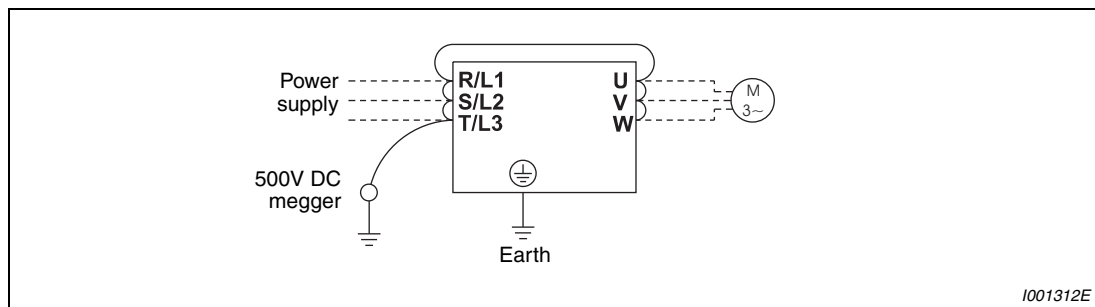 Power
supply
R/L1
S/L2
T/L3
U
V
W
M
3~
500V DC
megger
Earth
I001312E